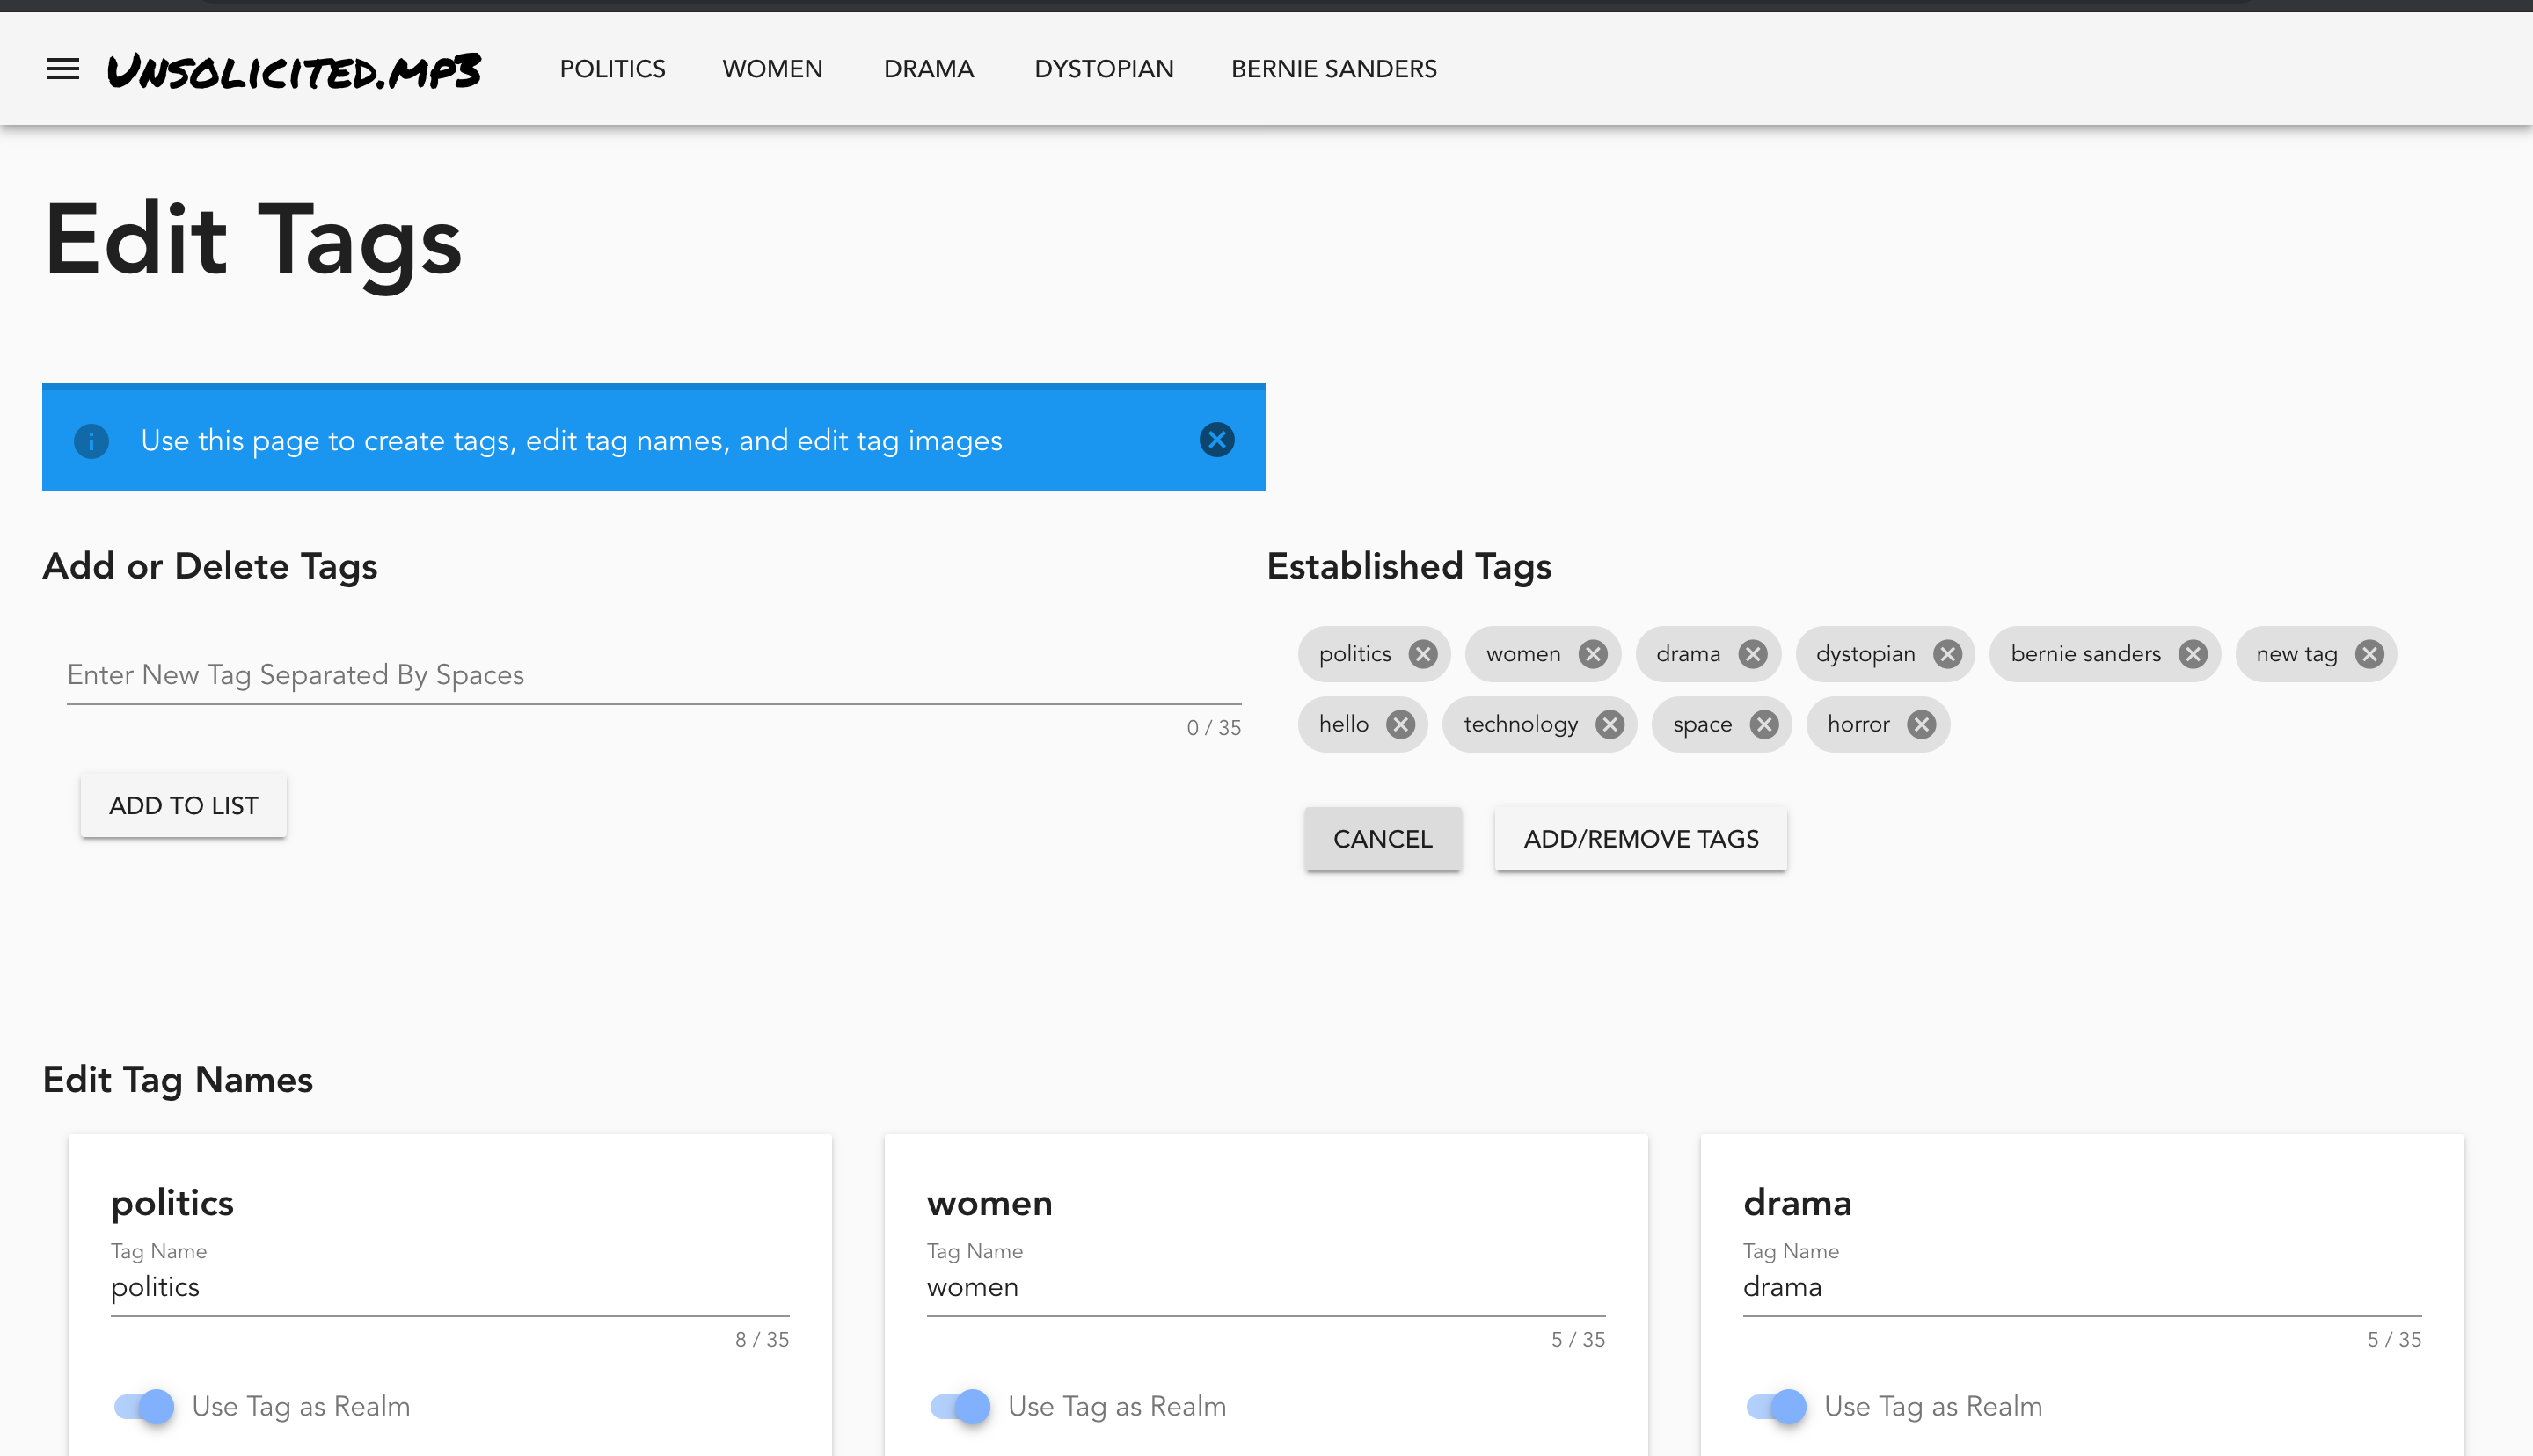 Unsolicited.mp3 POLITICS WOMEN DRAMA DYSTOPIAN BERNIE SANDERS
Edit Tags
Use this page to create tags, edit tag names, and edit tag images
Add or Delete Tags
Enter New Tag Separated By Spaces
0 / 35
ADD TO LIST
Established Tags
politics women drama dystopian bernie sanders new tag
hello technology space horror
CANCEL ADD/REMOVE TAGS
Edit Tag Names
politics
Tag Name
politics
8 / 35
Use Tag as Realm
women
Tag Name
women
5 / 35
Use Tag as Realm
drama
Tag Name
drama
5 / 35
Use Tag as Realm